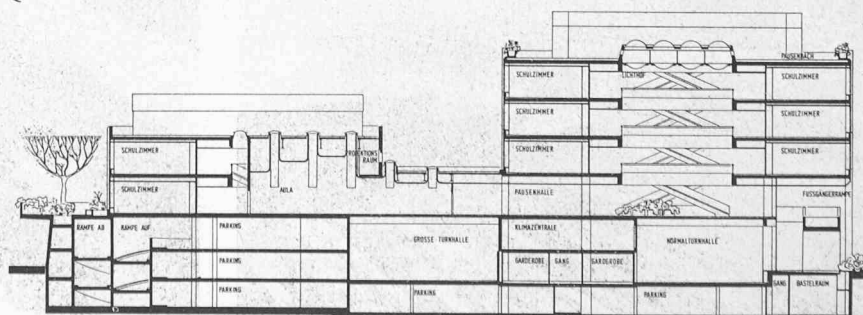 PAUSENDACH
SCHULZIMMER LICHTHOF SCHULZIMMER
SCHULZIMMER SCHULZIMMER
SCHULZIMMER PROJEKTIONS RAUM SCHULZIMMER SCHULZIMMER
SCHULZIMMER AULA PAUSENHALLE FUSSGÄNGERRAMPE
RAMPE AB RAMPE AUF PARKING KLIMAZENTRALE
GROSSE TURNHALLE NORMALTURNHALLE
PARKING GARDEROBE GANG GARDEROBE
PARKING PARKING PARKING GANG BASTELRAUM